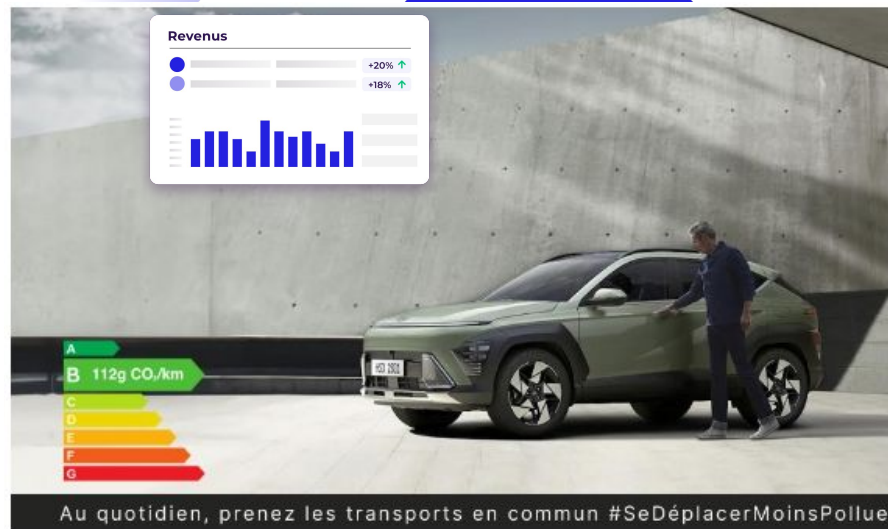 Revenus
+20%
+18%
A
B 112g CO₂/km
C
D
E
F
G
Au quotidien, prenez les transports en commun #SeDéplacerMoinsPollue